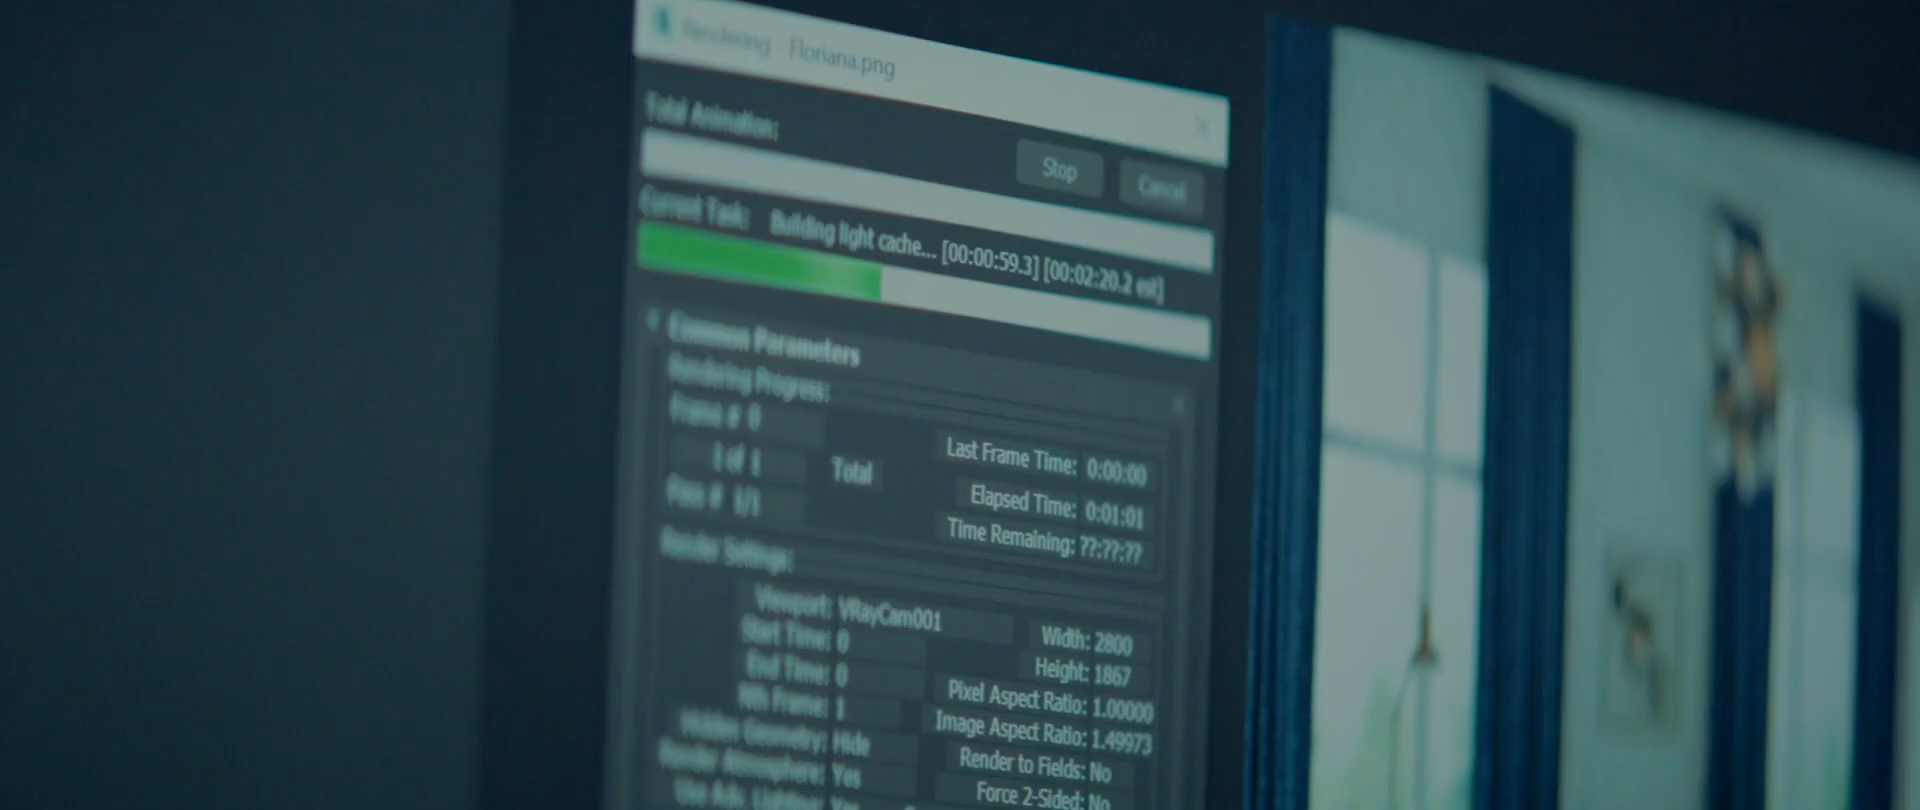 Rendering - Floriana.png
Total Animation:
Stop Cancel
Current Task: Building light cache... [00:00:59.3] [00:02:20.2 est]
Common Parameters
Rendering Progress:
Frame # 0
1 of 1 Total
Pass # 1/1
Last Frame Time: 0:00:00
Elapsed Time: 0:01:01
Time Remaining: ??:??:??
Render Settings:
Viewport: VRayCam001
Start Time: 0
End Time: 0
Nth Frame: 1
Hidden Geometry: Hide
Render Atmosphere: Yes
Use Adv. Lighting: Yes
Width: 2800
Height: 1867
Pixel Aspect Ratio: 1.00000
Image Aspect Ratio: 1.49973
Render to Fields: No
Force 2-Sided: No